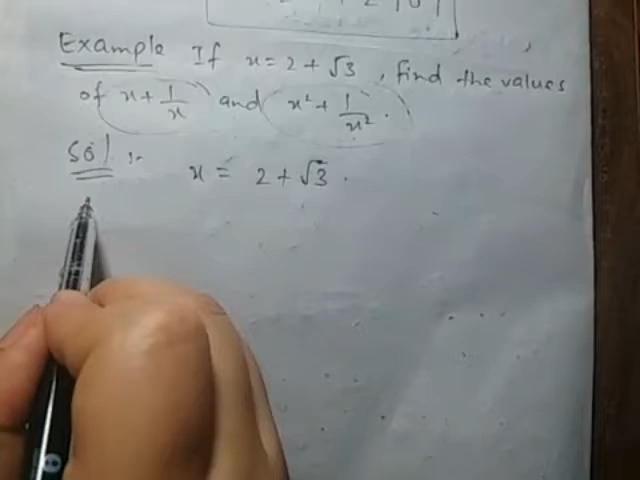 Example If x = 2 + √3, find the values
of x + 1/x and x² + 1/x².
Sol :- x = 2 + √3.